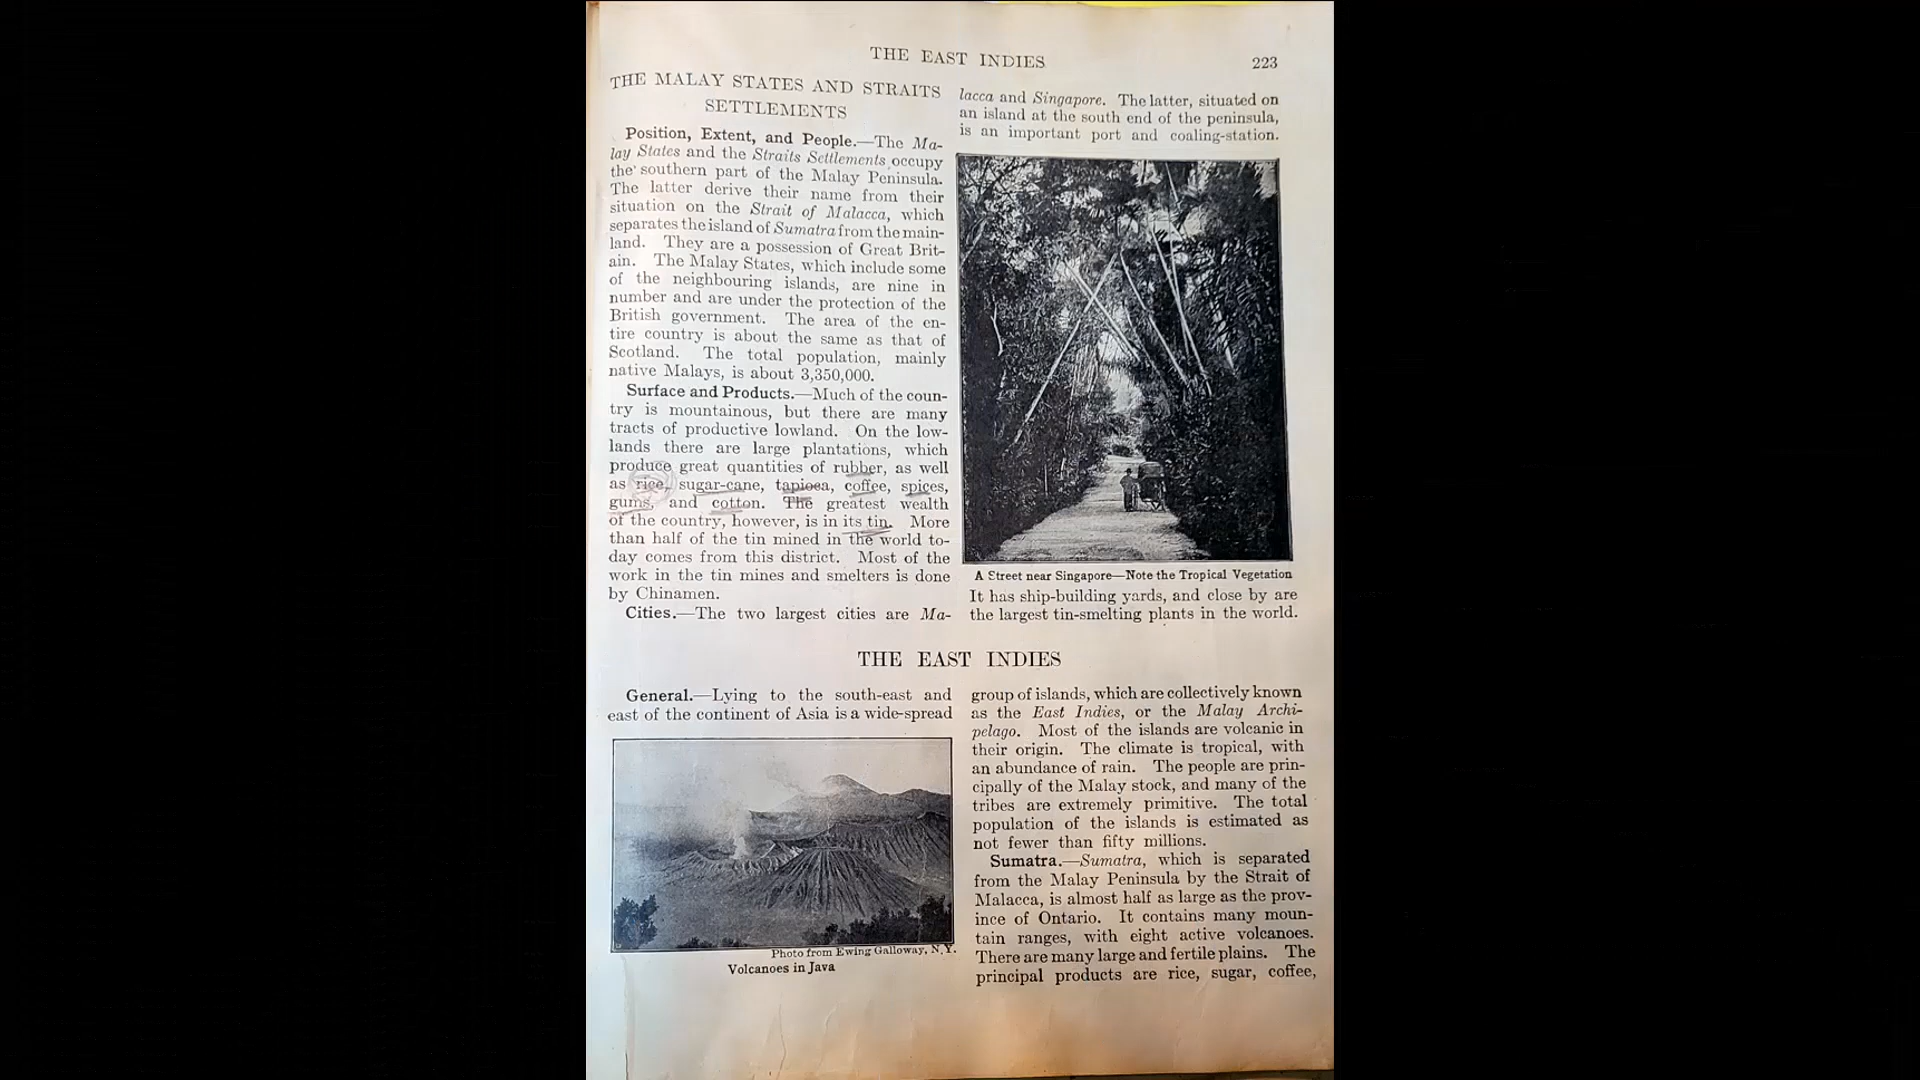 THE EAST INDIES
223
THE MALAY STATES AND STRAITS
SETTLEMENTS
Position, Extent, and People.—The Ma-
lay States and the Straits Settlements occupy
the southern part of the Malay Peninsula.
The latter derive their name from their
situation on the Strait of Malacca, which
separates the island of Sumatra from the main-
land. They are a possession of Great Brit-
ain. The Malay States, which include some
of the neighbouring islands, are nine in
number and are under the protection of the
British government. The area of the en-
tire country is about the same as that of
Scotland. The total population, mainly
native Malays, is about 3,350,000.
Surface and Products.—Much of the coun-
try is mountainous, but there are many
tracts of productive lowland. On the low-
lands there are large plantations, which
produce great quantities of rubber, as well
as rice, sugar-cane, tapioca, coffee, spices,
gums, and cotton. The greatest wealth
of the country, however, is in its tin. More
than half of the tin mined in the world to-
day comes from this district. Most of the
work in the tin mines and smelters is done
by Chinamen.
Cities.—The two largest cities are Ma-
lacca and Singapore. The latter, situated on
an island at the south end of the peninsula,
is an important port and coaling-station.
A Street near Singapore—Note the Tropical Vegetation
It has ship-building yards, and close by are
the largest tin-smelting plants in the world.
THE EAST INDIES
General.—Lying to the south-east and
east of the continent of Asia is a wide-spread
Photo from Ewing Galloway, N.Y.
Volcanoes in Java
group of islands, which are collectively known
as the East Indies, or the Malay Archi-
pelago. Most of the islands are volcanic in
their origin. The climate is tropical, with
an abundance of rain. The people are prin-
cipally of the Malay stock, and many of the
tribes are extremely primitive. The total
population of the islands is estimated as
not fewer than fifty millions.
Sumatra.—Sumatra, which is separated
from the Malay Peninsula by the Strait of
Malacca, is almost half as large as the prov-
ince of Ontario. It contains many moun-
tain ranges, with eight active volcanoes.
There are many large and fertile plains. The
principal products are rice, sugar, coffee,